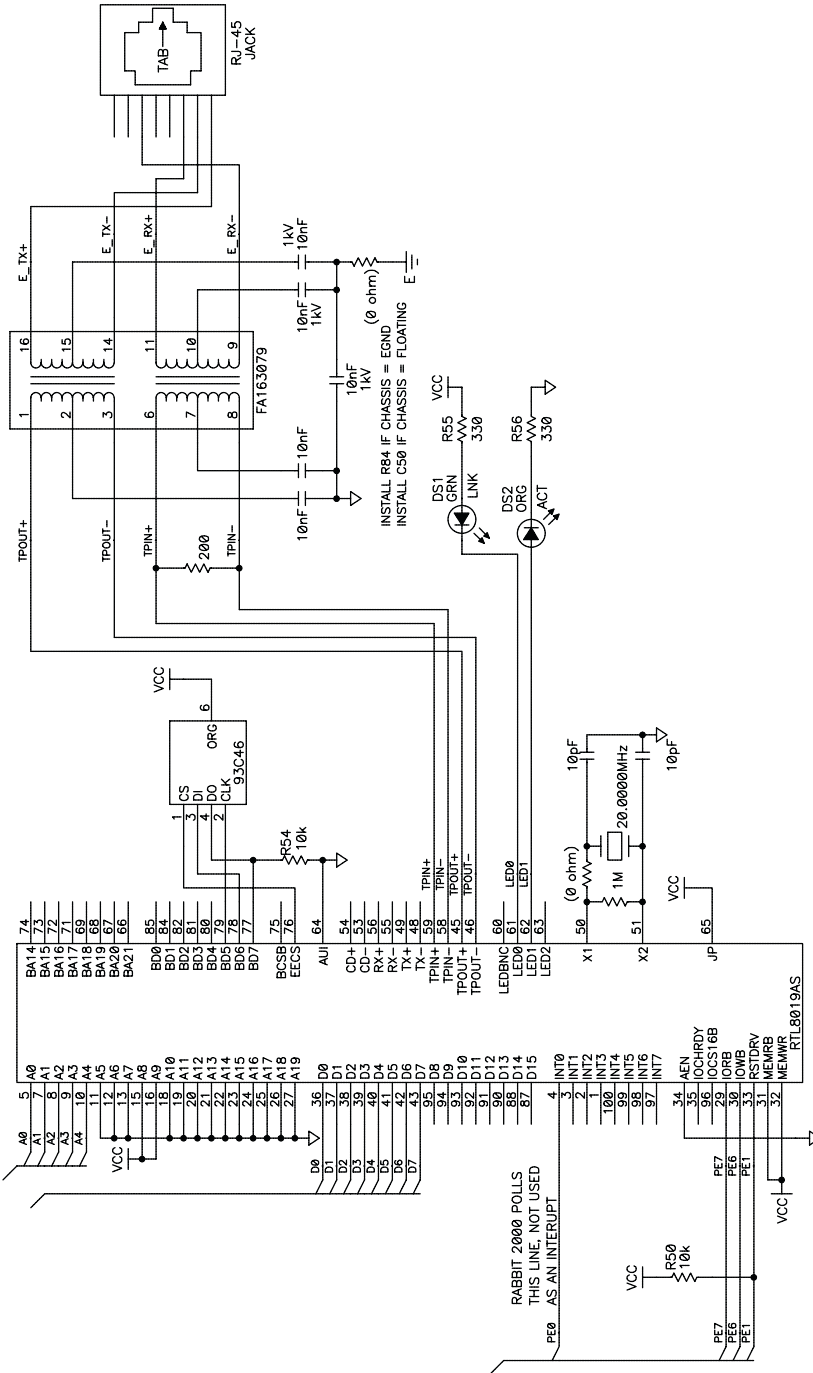 RJ-45
JACK
TAB
E_TX+
E_TX-
E_RX+
E_RX-
1kV
10nF
10nF
1kV
(0 ohm)
E
16
15
14
11
10
9
1
2
3
6
7
8
FA163079
10nF
1kV
10nF
10nF
INSTALL R84 IF CHASSIS = EGND
INSTALL C50 IF CHASSIS = FLOATING
TPOUT+
TPOUT-
TPIN+
TPIN-
200
VCC
R55
330
R56
330
DS1
GRN
LNK
DS2
ORG
ACT
VCC
6
ORG
93C46
CS
DI
DO
CLK
1
3
4
2
R54
10k
TPIN+
TPIN-
TPOUT+
TPOUT-
LED0
LED1
10pF
10pF
20.0000MHz
(0 ohm)
1M
VCC
74
73
72
71
69
68
67
66
85
84
82
81
80
79
78
77
75
76
64
54
53
56
55
49
48
59
58
45
46
60
61
62
63
50
51
65
BA14
BA15
BA16
BA17
BA18
BA19
BA20
BA21
BD0
BD1
BD2
BD3
BD4
BD5
BD6
BD7
BCSB
EECS
AUI
CD+
CD-
RX+
RX-
TX+
TX-
TPIN+
TPIN-
TPOUT+
TPOUT-
LEDBNC
LED0
LED1
LED2
X1
X2
JP
RTL8019AS
A0
A1
A2
A3
A4
A5
A6
A7
A8
A9
A10
A11
A12
A13
A14
A15
A16
A17
A18
A19
D0
D1
D2
D3
D4
D5
D6
D7
D8
D9
D10
D11
D12
D13
D14
D15
INT0
INT1
INT2
INT3
INT4
INT5
INT6
INT7
AEN
IOCHRDY
IOCS16B
IORB
IOWB
RSTDRV
MEMRB
MEMWR
5
7
8
9
10
11
12
13
15
16
18
19
20
21
22
23
24
25
26
27
36
37
38
39
40
41
42
43
95
94
93
92
91
90
88
87
4
3
2
1
100
99
98
97
34
35
96
29
30
33
31
32
A0
A1
A2
A3
A4
VCC
D0
D1
D2
D3
D4
D5
D6
D7
PE7
PE6
PE1
VCC
RABBIT 2000 POLLS
THIS LINE, NOT USED
AS AN INTERUPT
VCC
R50
10k
PE0
PE7
PE6
PE1